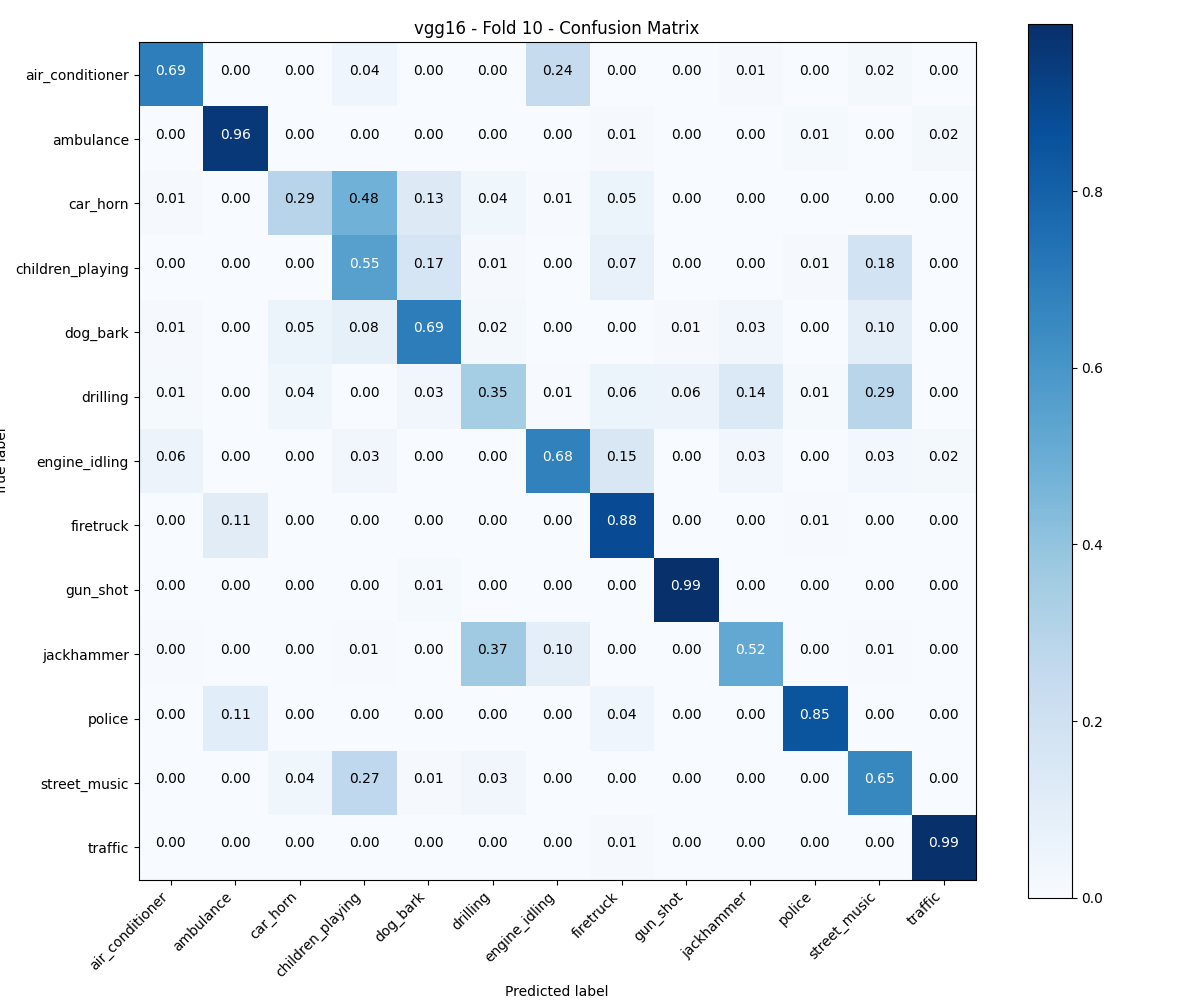 vgg16 - Fold 10 - Confusion Matrix
air_conditioner 0.69 0.00 0.00 0.04 0.00 0.00 0.24 0.00 0.00 0.01 0.00 0.02 0.00
ambulance 0.00 0.96 0.00 0.00 0.00 0.00 0.00 0.01 0.00 0.00 0.01 0.00 0.02
car_horn 0.01 0.00 0.29 0.48 0.13 0.04 0.01 0.05 0.00 0.00 0.00 0.00 0.00
children_playing 0.00 0.00 0.00 0.55 0.17 0.01 0.00 0.07 0.00 0.00 0.01 0.18 0.00
dog_bark 0.01 0.00 0.05 0.08 0.69 0.02 0.00 0.00 0.01 0.03 0.00 0.10 0.00
drilling 0.01 0.00 0.04 0.00 0.03 0.35 0.01 0.06 0.06 0.14 0.01 0.29 0.00
engine_idling 0.06 0.00 0.00 0.03 0.00 0.00 0.68 0.15 0.00 0.03 0.00 0.03 0.02
firetruck 0.00 0.11 0.00 0.00 0.00 0.00 0.00 0.88 0.00 0.00 0.01 0.00 0.00
gun_shot 0.00 0.00 0.00 0.00 0.01 0.00 0.00 0.00 0.99 0.00 0.00 0.00 0.00
jackhammer 0.00 0.00 0.00 0.01 0.00 0.37 0.10 0.00 0.00 0.52 0.00 0.01 0.00
police 0.00 0.11 0.00 0.00 0.00 0.00 0.00 0.04 0.00 0.00 0.85 0.00 0.00
street_music 0.00 0.00 0.04 0.27 0.01 0.03 0.00 0.00 0.00 0.00 0.00 0.65 0.00
traffic 0.00 0.00 0.00 0.00 0.00 0.00 0.00 0.01 0.00 0.00 0.00 0.00 0.99
air_conditioner ambulance car_horn children_playing dog_bark drilling engine_idling firetruck gun_shot jackhammer police street_music traffic
Predicted label
0.8
0.6
0.4
0.2
0.0